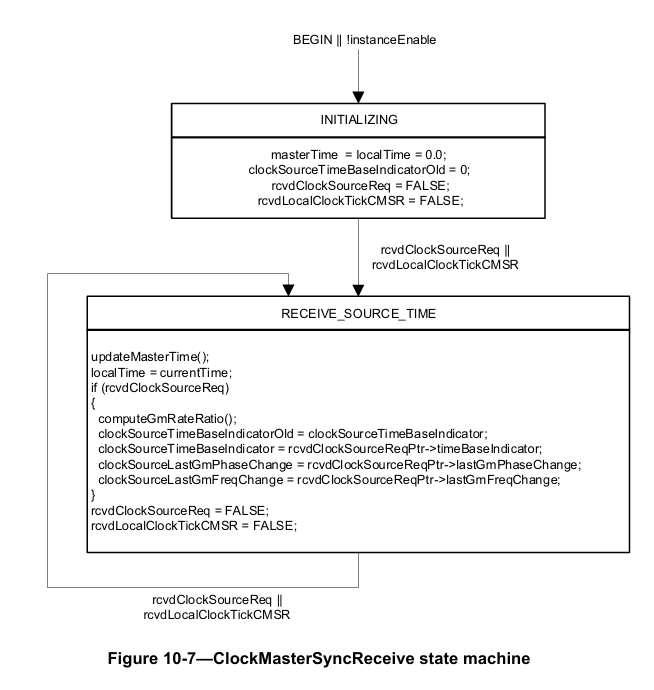 BEGIN || !instanceEnable
INITIALIZING
masterTime = localTime = 0.0;
clockSourceTimeBaseIndicatorOld = 0;
rcvdClockSourceReq = FALSE;
rcvdLocalClockTickCMSR = FALSE;
rcvdClockSourceReq ||
rcvdLocalClockTickCMSR
RECEIVE_SOURCE_TIME
updateMasterTime();
localTime = currentTime;
if (rcvdClockSourceReq)
{
computeGmRateRatio();
clockSourceTimeBaseIndicatorOld = clockSourceTimeBaseIndicator;
clockSourceTimeBaseIndicator = rcvdClockSourceReqPtr->timeBaseIndicator;
clockSourceLastGmPhaseChange = rcvdClockSourceReqPtr->lastGmPhaseChange;
clockSourceLastGmFreqChange = rcvdClockSourceReqPtr->lastGmFreqChange;
}
rcvdClockSourceReq = FALSE;
rcvdLocalClockTickCMSR = FALSE;
rcvdClockSourceReq ||
rcvdLocalClockTickCMSR
Figure 10-7—ClockMasterSyncReceive state machine